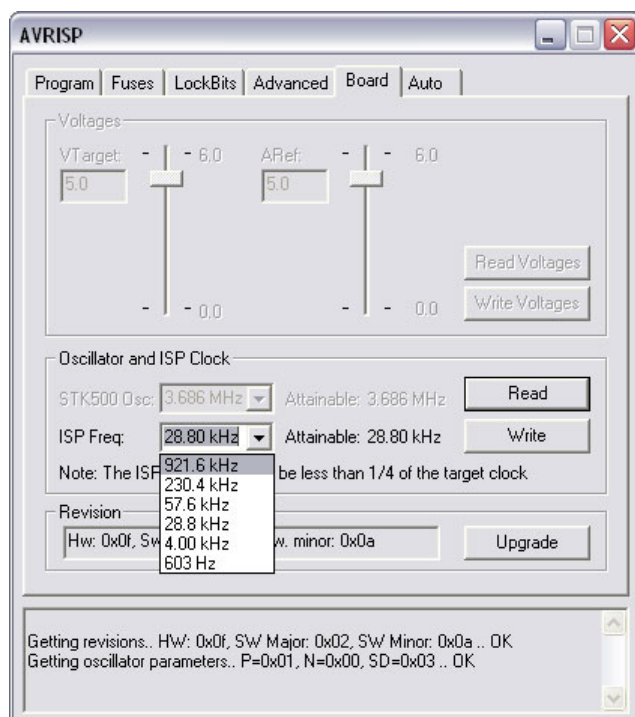 AVRISP
Program Fuses LockBits Advanced Board Auto
Voltages
VTarget: 6.0 ARef: 6.0
5.0 5.0
Read Voltages
0.0 0.0 Write Voltages
Oscillator and ISP Clock
STK500 Osc: 3.686 MHz Attainable: 3.686 MHz Read
ISP Freq: 28.80 kHz Attainable: 28.80 kHz Write
921.6 kHz
Note: The ISP be less than 1/4 of the target clock
230.4 kHz
57.6 kHz
28.8 kHz
Revision
Hw: 0x0f, Sw w. minor: 0x0a Upgrade
4.00 kHz
603 Hz
Getting revisions.. HW: 0x0f, SW Major: 0x02, SW Minor: 0x0a .. OK
Getting oscillator parameters.. P=0x01, N=0x00, SD=0x03 .. OK